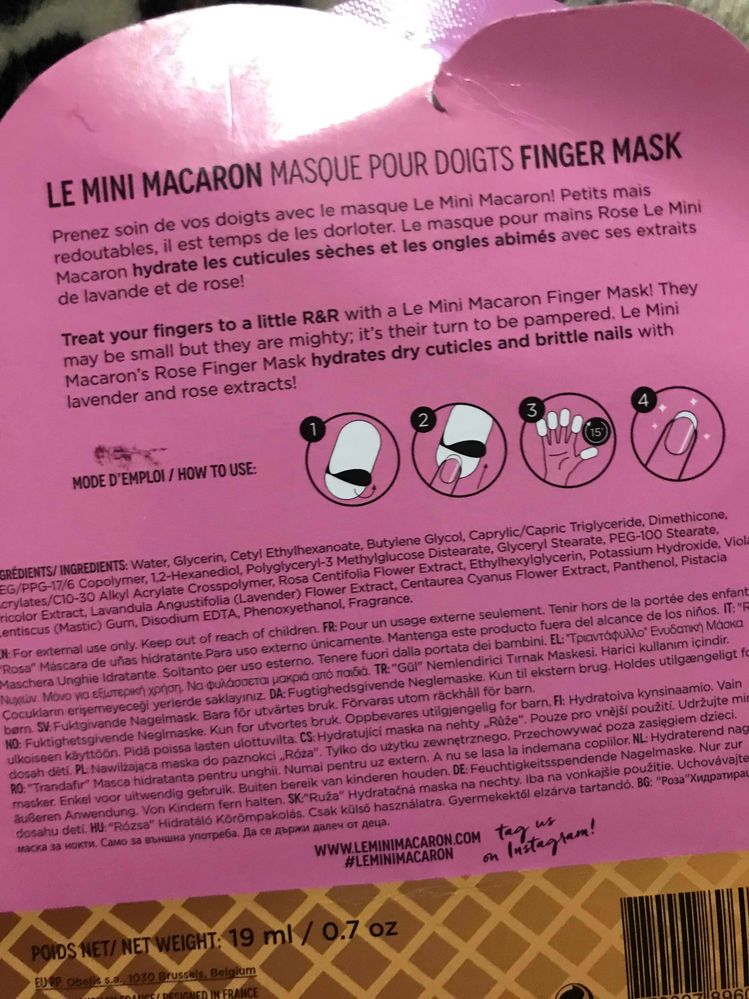 LE MINI MACARON MASQUE POUR DOIGTS FINGER MASK
Prenez soin de vos doigts avec le masque Le Mini Macaron! Petits mais
redoutables, il est temps de les dorloter. Le masque pour mains Rose Le Mini
Macaron hydrate les cuticules sèches et les ongles abimés avec ses extraits
de lavande et de rose!
Treat your fingers to a little R&R with a Le Mini Macaron Finger Mask! They
may be small but they are mighty; it's their turn to be pampered. Le Mini
Macaron's Rose Finger Mask hydrates dry cuticles and brittle nails with
lavender and rose extracts!
MODE D'EMPLOI / HOW TO USE:
1
2
3
15'
4
GRÉDIENTS/ INGREDIENTS: Water, Glycerin, Cetyl Ethylhexanoate, Butylene Glycol, Caprylic/Capric Triglyceride, Dimethicone,
EG/PPG-17/6 Copolymer, 1,2-Hexanediol, Polyglyceryl-3 Methylglucose Distearate, Glyceryl Stearate, PEG-100 Stearate,
crylates/C10-30 Alkyl Acrylate Crosspolymer, Rosa Centifolia Flower Extract, Ethylhexylglycerin, Potassium Hydroxide, Viola
ricolor Extract, Lavandula Angustifolia (Lavender) Flower Extract, Centaurea Cyanus Flower Extract, Panthenol, Pistacia
entiscus (Mastic) Gum, Disodium EDTA, Phenoxyethanol, Fragrance.
N: For external use only. Keep out of reach of children. FR: Pour un usage externe seulement. Tenir hors de la portée des enfant
"Rosa" Máscara de uñas hidratante.Para uso externo únicamente. Mantenga este producto fuera del alcance de los niños. IT: "R
Maschera Unghie Idratante. Soltanto per uso esterno. Tenere fuori dalla portata dei bambini. EL: "Τριαντάφυλλο" Ενυδατική Μάσκα
Νυχιών. Μόνο για εξωτερική χρήση. Να φυλάσσεται μακριά από παιδιά. TR: "Gül" Nemlendirici Tırnak Maskesi. Harici kullanım içindir.
Çocukların erişemeyeceği yerlerde saklayınız. DA: Fugtighedsgivende Neglemaske. Kun til ekstern brug. Holdes utilgængeligt fo
børn. SV: Fuktgivande Nagelmask. Bara för utvärtes bruk. Förvaras utom räckhåll för barn.
NO: Fuktighetsgivende Neglmaske. Kun for utvortes bruk. Oppbevares utilgjengelig for barn. FI: Hydratoiva kynsinaamio. Vain
ulkoiseen käyttöön. Pidä poissa lasten ulottuvilta. CS: Hydratující maska na nehty „Růže". Pouze pro vnější použití. Udržujte mi
dosah dětí. PL: Nawilżająca maska do paznokci „Róża". Tylko do użytku zewnętrznego. Przechowywać poza zasięgiem dzieci.
RO: "Trandafir" Masca hidratanta pentru unghii. Numai pentru uz extern. A nu se lasa la indemana copiilor. NL: Hydraterend nag
masker. Enkel voor uitwendig gebruik. Buiten bereik van kinderen houden. DE: Feuchtigkeitsspendende Nagelmaske. Nur zur
äußeren Anwendung. Von Kindern fern halten. SK: "Ruža" Hydratačná maska na nechty. Iba na vonkajšie použitie. Uchovávajte
dosahu detí. HU: "Rózsa" Hidratáló Körömpakolás. Csak külső használatra. Gyermekektől elzárva tartandó. BG: "Роза"Хидратирац
маска за нокти. Само за външна употреба. Да се държи далеч от деца.
WWW.LEMINIMACARON.COM
#LEMINIMACARON
tag us
on Instagram!
POIDS NET/ NET WEIGHT: 19 ml / 0.7 oz
EU RP Obelis s.a., 1030 Brussels, Belgium
DESIGNED IN FRANCE